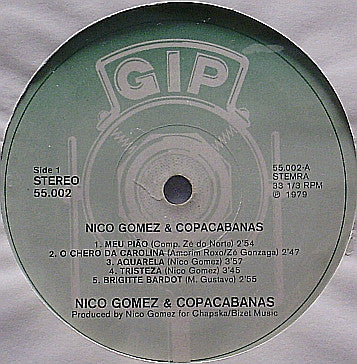 GIP
Side 1
STEREO
55.002
55.002-A
STEMRA
33 1/3 RPM
℗ 1979
NICO GOMEZ & COPACABANAS
1. MEU PIÃO (Comp. Zé do Norte) 2'54
2. O CHERO DA CAROLINA (Amorim Roxo/Zé Gonzaga) 2'47
3. AQUARELA (Nico Gomez) 3'57
4. TRISTEZA (Nico Gomez) 3'45
5. BRIGITTE BARDOT (M. Gustavo) 2'55
NICO GOMEZ & COPACABANAS
Produced by Nico Gomez for Chapska/Bizet Music